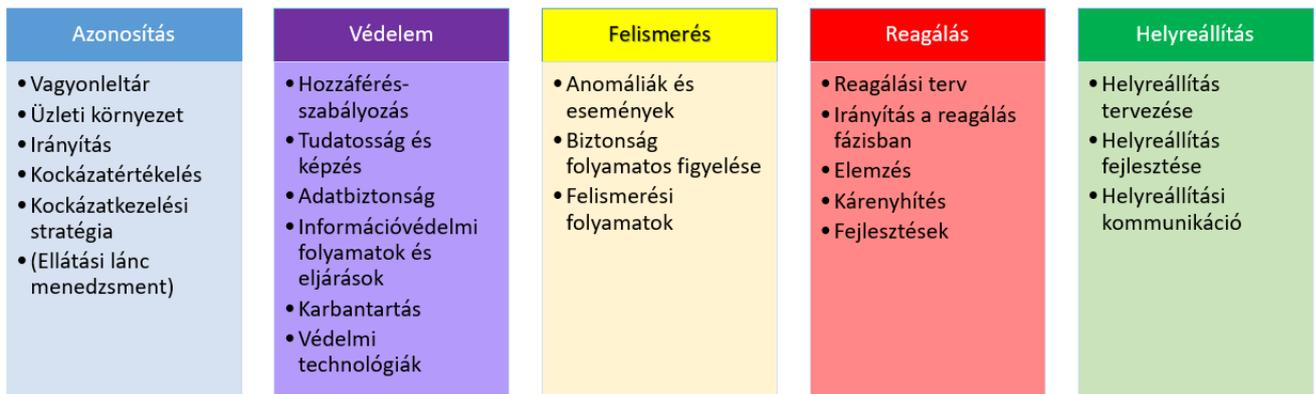 Azonosítás
• Vagyonleltár
• Üzleti környezet
• Irányítás
• Kockázatértékelés
• Kockázatkezelési
stratégia
• (Ellátási lánc
menedzsment)
Védelem
• Hozzáférés-
szabályozás
• Tudatosság és
képzés
• Adatbiztonság
• Információvédelmi
folyamatok és
eljárások
• Karbantartás
• Védelmi
technológiák
Felismerés
• Anomáliák és
események
• Biztonság
folyamatos figyelése
• Felismerési
folyamatok
Reagálás
• Reagálási terv
• Irányítás a reagálás
fázisban
• Elemzés
• Kárenyhítés
• Fejlesztések
Helyreállítás
• Helyreállítás
tervezése
• Helyreállítás
fejlesztése
• Helyreállítási
kommunikáció